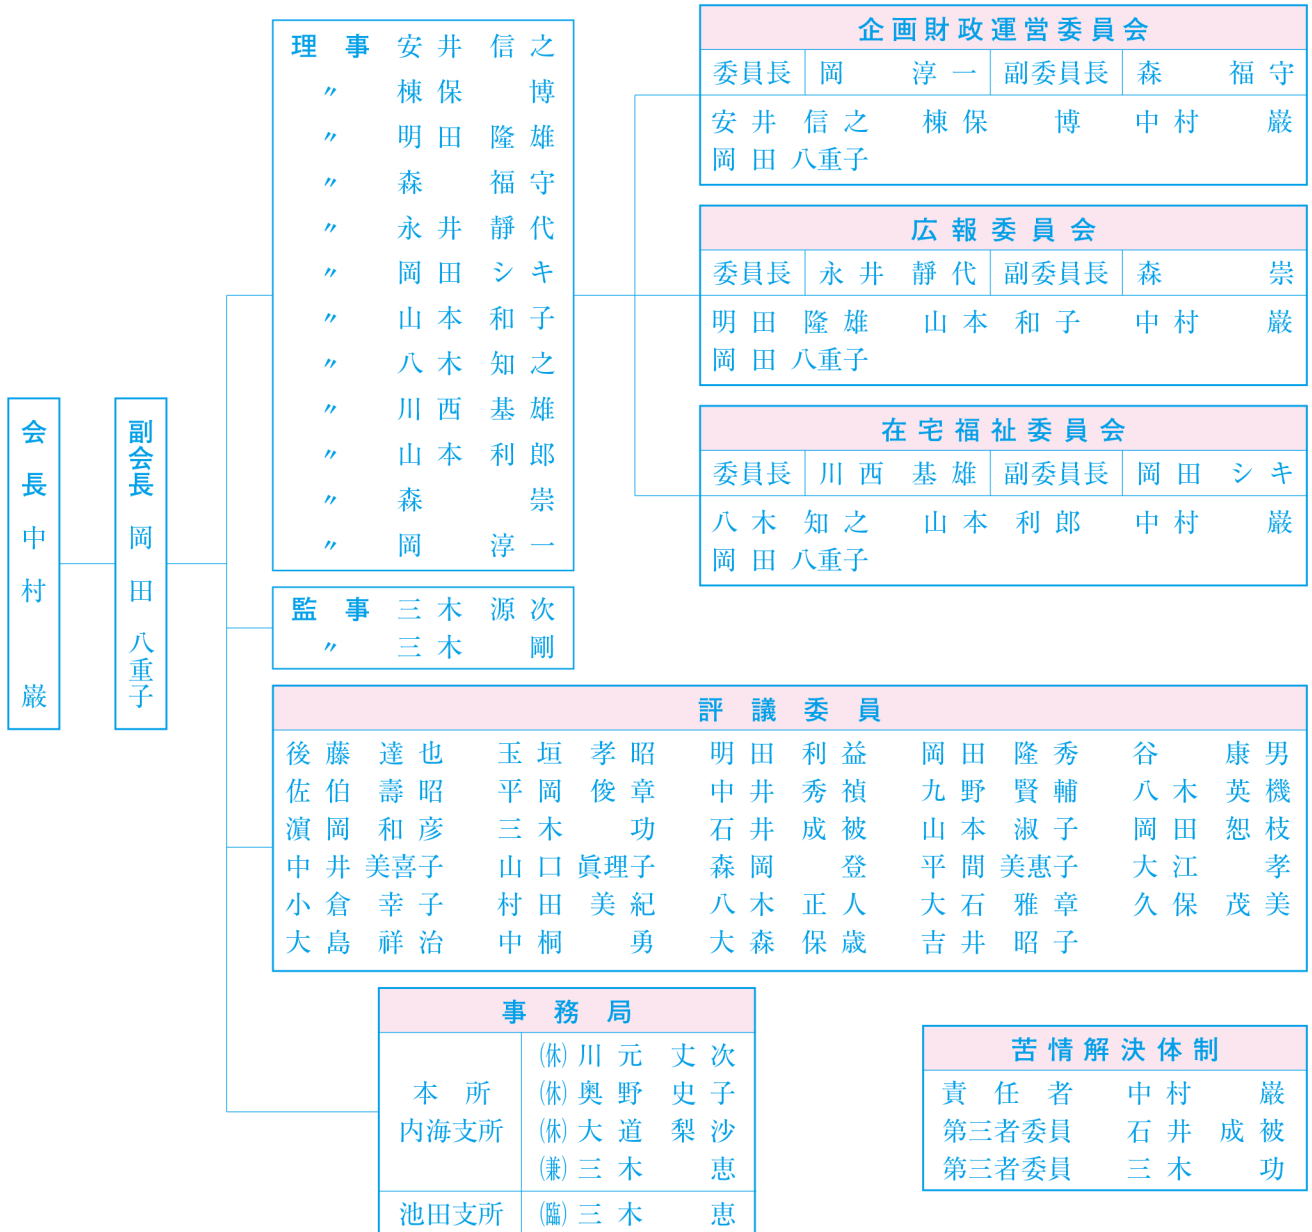 会長 中村 巌
副会長 岡田 八重子
理事 安井 信之
〃 棟保 博
〃 明田 隆雄
〃 森 福守
〃 永井 靜代
〃 岡田 シキ
〃 山本 和子
〃 八木 知之
〃 川西 基雄
〃 山本 利郎
〃 森 崇
〃 岡 淳一
監事 三木 源次
〃 三木 剛
企画財政運営委員会
委員長 岡 淳一 副委員長 森 福守
安井 信之 棟保 博 中村 巌
岡田 八重子
広報委員会
委員長 永井 靜代 副委員長 森 崇
明田 隆雄 山本 和子 中村 巌
岡田 八重子
在宅福祉委員会
委員長 川西 基雄 副委員長 岡田 シキ
八木 知之 山本 利郎 中村 巌
岡田 八重子
評議委員
後藤 達也 玉垣 孝昭 明田 利益 岡田 隆秀 谷 康男
佐伯 壽昭 平岡 俊章 中井 秀禎 九野 賢輔 八木 英機
濵岡 和彦 三木 功 石井 成被 山本 淑子 岡田 恕枝
中井 美喜子 山口 眞理子 森岡 登 平間 美恵子 大江 孝
小倉 幸子 村田 美紀 八木 正人 大石 雅章 久保 茂美
大島 祥治 中桐 勇 大森 保歳 吉井 昭子
事務局
本所
内海支所
㈭川元 丈次
㈭奥野 史子
㈭大道 梨沙
(兼)三木 恵
池田支所 (臨)三木 恵
苦情解決体制
責任者 中村 巌
第三者委員 石井 成被
第三者委員 三木 功